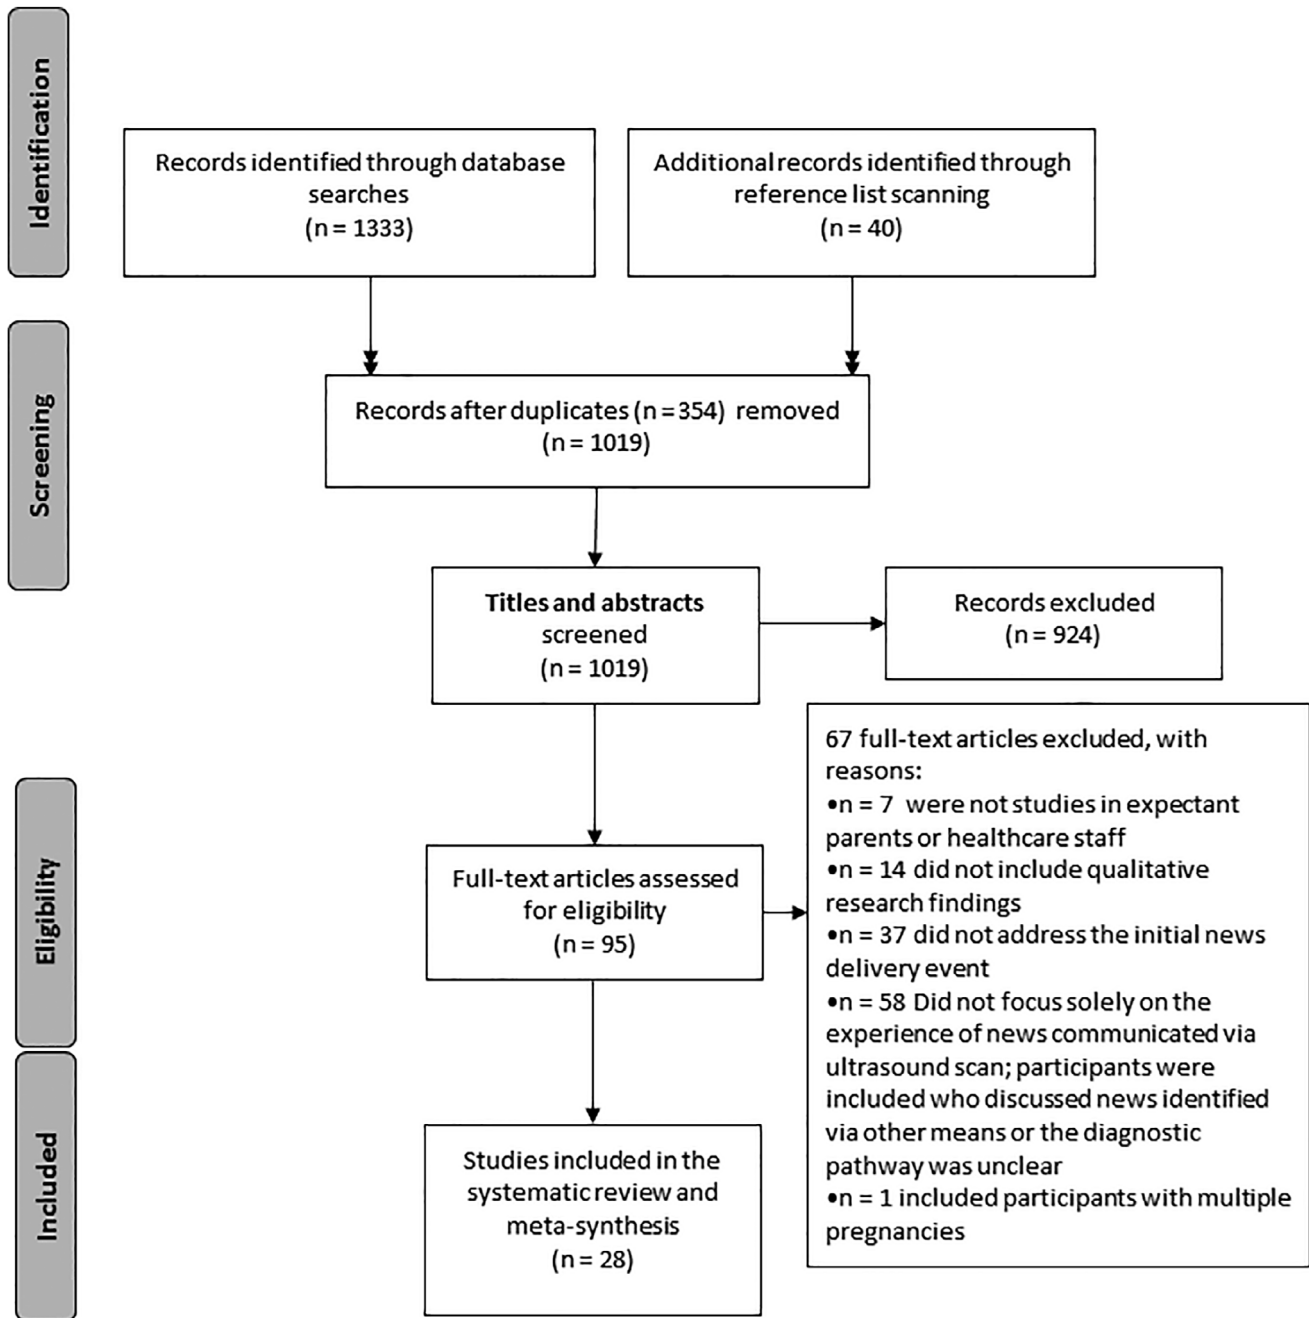 Identification
Records identified through database
searches
(n = 1333)
Additional records identified through
reference list scanning
(n = 40)
Screening
Records after duplicates (n = 354) removed
(n = 1019)
Titles and abstracts
screened
(n = 1019)
Records excluded
(n = 924)
Eligibility
Full-text articles assessed
for eligibility
(n = 95)
67 full-text articles excluded, with
reasons:
•n = 7 were not studies in expectant
parents or healthcare staff
•n = 14 did not include qualitative
research findings
•n = 37 did not address the initial news
delivery event
•n = 58 Did not focus solely on the
experience of news communicated via
ultrasound scan; participants were
included who discussed news identified
via other means or the diagnostic
pathway was unclear
•n = 1 included participants with multiple
pregnancies
Included
Studies included in the
systematic review and
meta-synthesis
(n = 28)